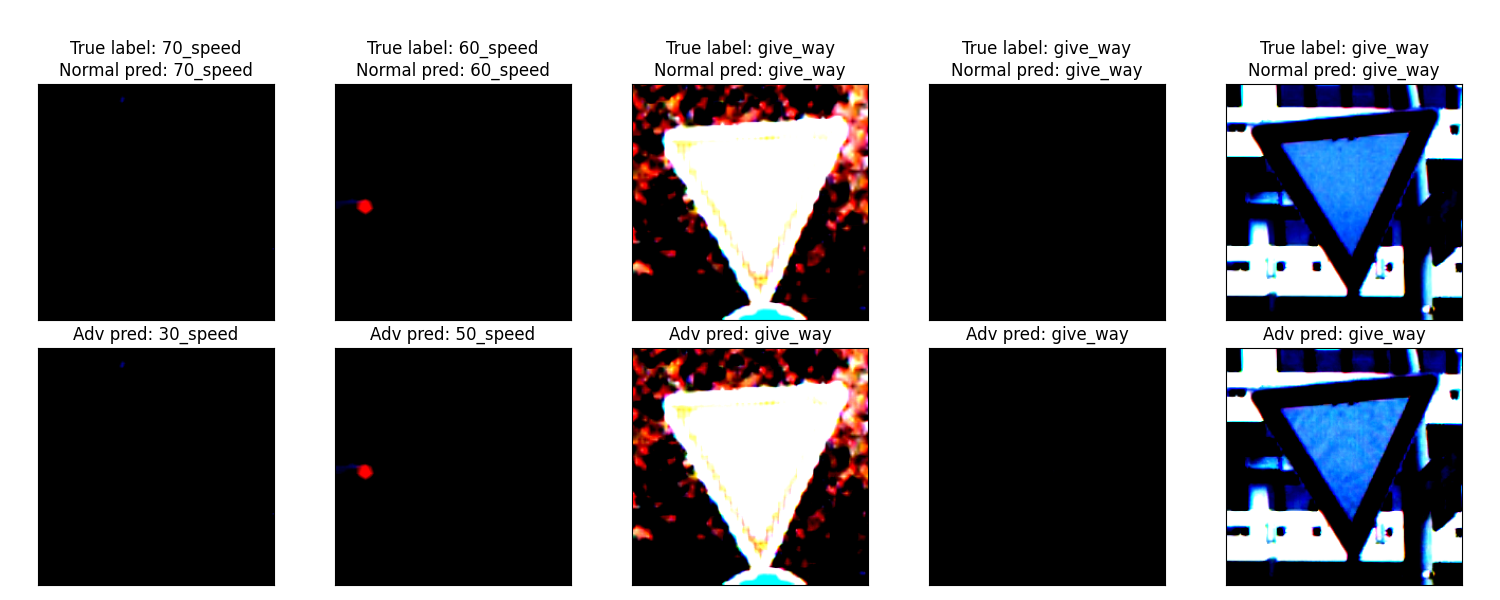 True label: 70_speed
Normal pred: 70_speed
True label: 60_speed
Normal pred: 60_speed
True label: give_way
Normal pred: give_way
True label: give_way
Normal pred: give_way
True label: give_way
Normal pred: give_way
Adv pred: 30_speed
Adv pred: 50_speed
Adv pred: give_way
Adv pred: give_way
Adv pred: give_way